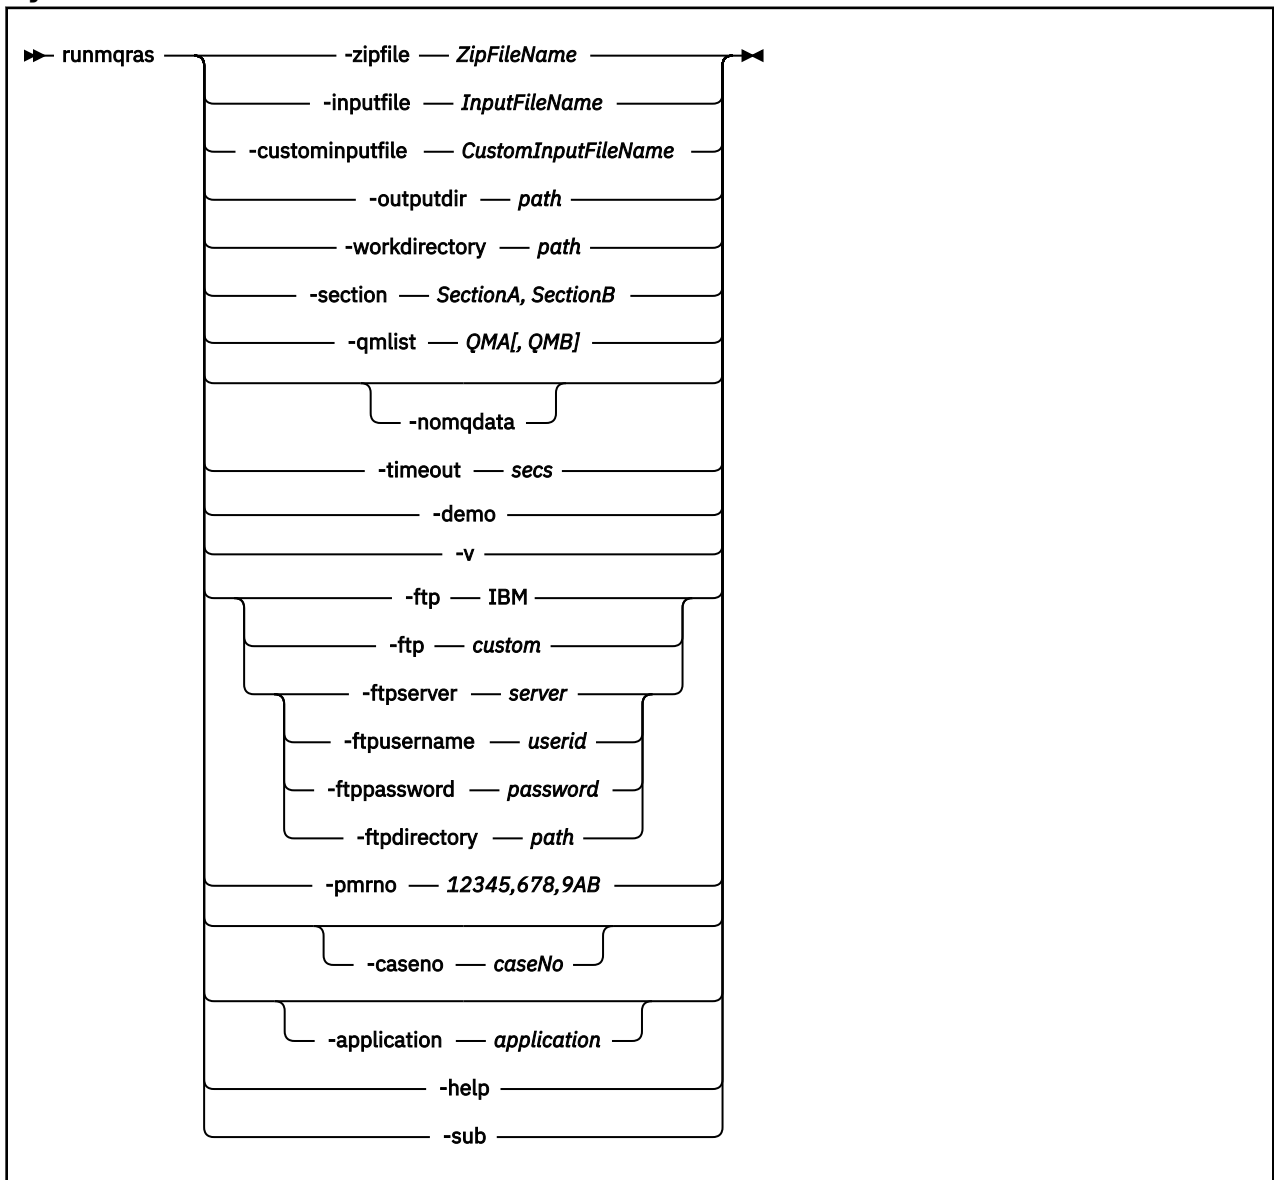 runmqras -zipfile ZipFileName
-inputfile InputFileName
-custominputfile CustomInputFileName
-outputdir path
-workdirectory path
-section SectionA, SectionB
-qmlist QMA[, QMB]
-nomqdata
-timeout secs
-demo
-v
-ftp IBM
-ftp custom
-ftpserver server
-ftpusername userid
-ftppassword password
-ftpdirectory path
-pmrno 12345,678,9AB
-caseno caseNo
-application application
-help
-sub